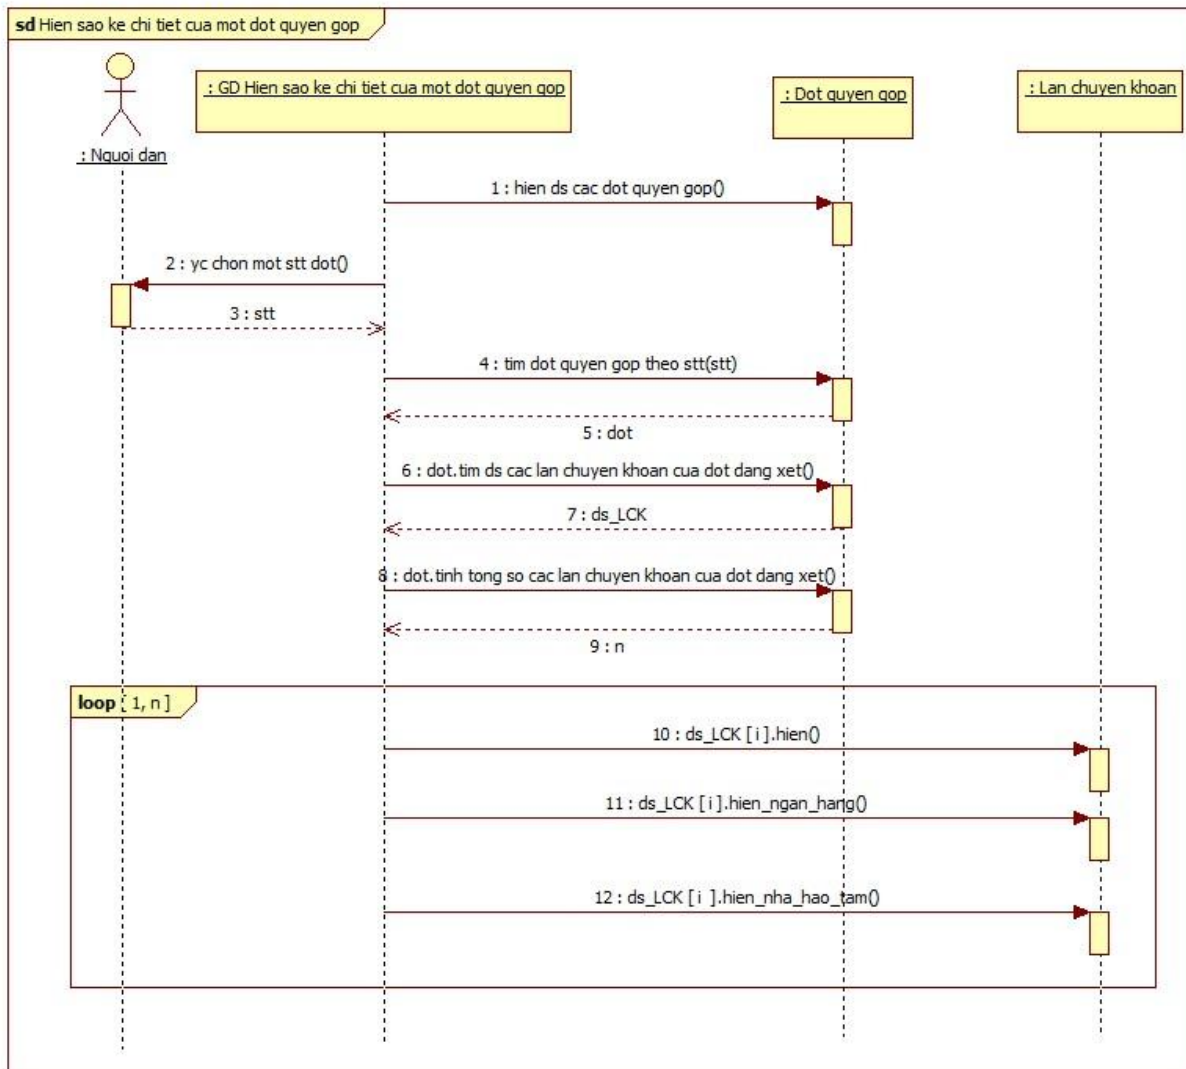 sd Hien sao ke chi tiet cua mot dot quyen gop
: GD Hien sao ke chi tiet cua mot dot quyen gop
: Dot quyen gop
: Lan chuyen khoan
: Nguoi dan
1 : hien ds cac dot quyen gop()
2 : yc chon mot stt dot()
3 : stt
4 : tim dot quyen gop theo stt(stt)
5 : dot
6 : dot.tim ds cac lan chuyen khoan cua dot dang xet()
7 : ds_LCK
8 : dot.tinh tong so cac lan chuyen khoan cua dot dang xet()
9 : n
loop [ 1, n ]
10 : ds_LCK [ i ].hien()
11 : ds_LCK [ i ].hien_ngan_hang()
12 : ds_LCK [ i  ].hien_nha_hao_tam()